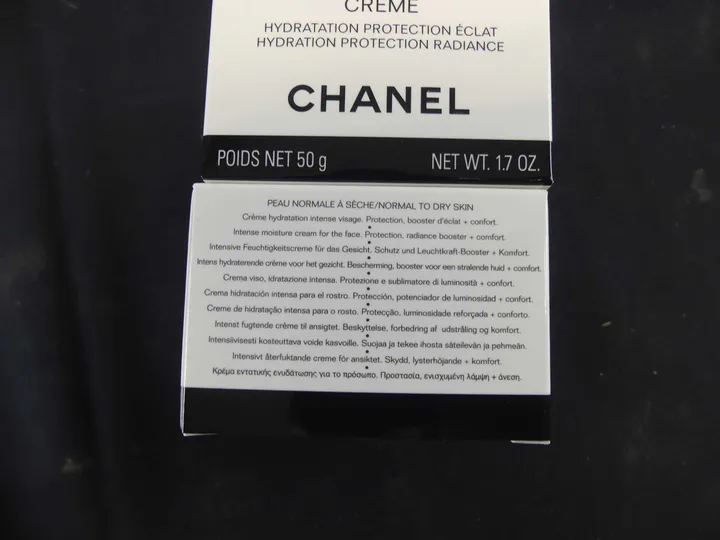 CRÈME
HYDRATATION PROTECTION ÉCLAT
HYDRATION PROTECTION RADIANCE
CHANEL
POIDS NET 50 g NET WT. 1.7 OZ.
PEAU NORMALE À SÈCHE/NORMAL TO DRY SKIN
Crème hydratation intense visage. Protection, booster d'éclat + confort.
•
Intense moisture cream for the face. Protection, radiance booster + comfort.
•
Intensive Feuchtigkeitscreme für das Gesicht. Schutz und Leuchtkraft-Booster + Komfort.
•
Intens hydraterende crème voor het gezicht. Bescherming, booster voor een stralende huid + comfort.
•
Crema viso, idratazione intensa. Protezione e sublimatore di luminosità + confort.
•
Crema hidratación intensa para el rostro. Protección, potenciador de luminosidad + confort.
•
Creme de hidratação intensa para o rosto. Protecção, luminosidade reforçada + conforto.
•
Intenst fugtende crème til ansigtet. Beskyttelse, forbedring af udstråling og komfort.
•
Intensiivisesti kosteuttava voide kasvoille. Suojaa ja tekee ihosta säteilevän ja pehmeän.
•
Intensivt återfuktande creme för ansiktet. Skydd, lysterhöjande + komfort.
•
Κρέμα εντατικής ενυδάτωσης για το πρόσωπο. Προστασία, ενισχυμένη λάμψη + άνεση.